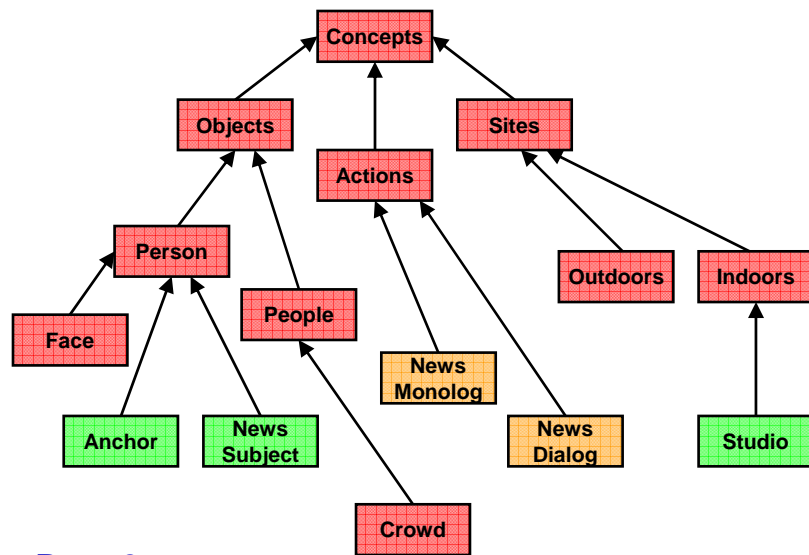 Concepts
Objects
Sites
Actions
Person
Outdoors
Indoors
People
Face
News
Monolog
Anchor
News
Subject
News
Dialog
Studio
Crowd